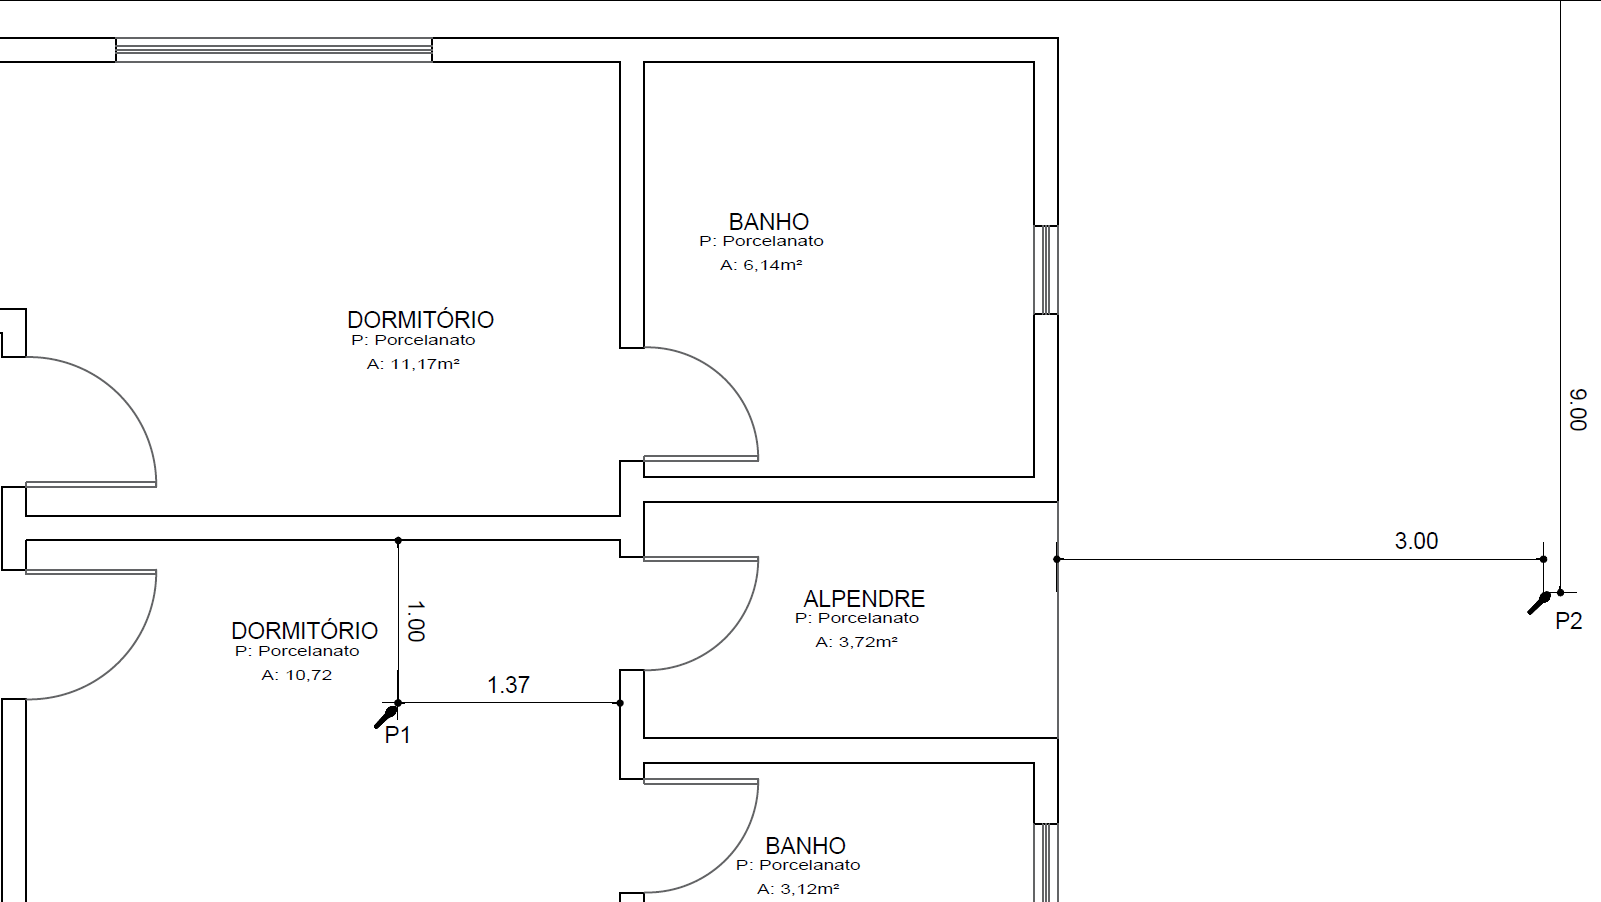 BANHO
P: Porcelanato
A: 6,14m²
DORMITÓRIO
P: Porcelanato
A: 11,17m²
9.00
3.00
ALPENDRE
P: Porcelanato
A: 3,72m²
P2
1.00
DORMITÓRIO
P: Porcelanato
A: 10,72
1.37
P1
BANHO
P: Porcelanato
A: 3,12m²